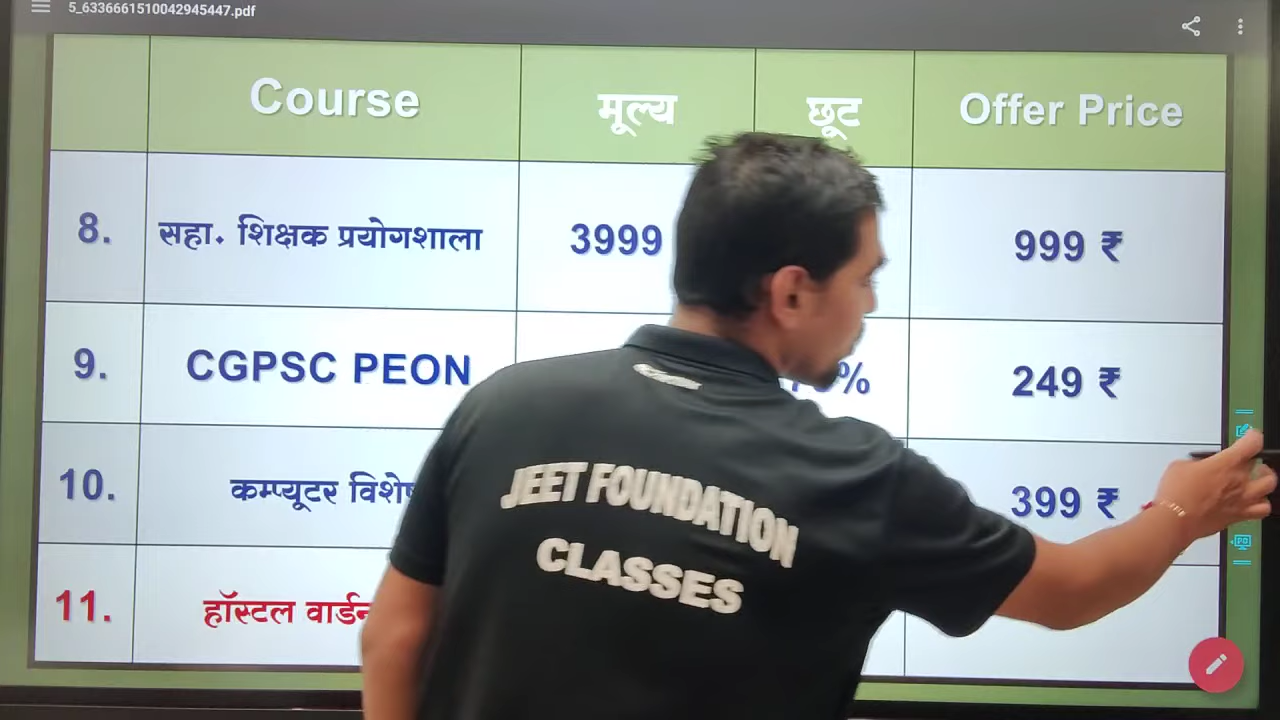 5_6336661510042945447.pdf
Course मूल्य छूट Offer Price
8. सहा. शिक्षक प्रयोगशाला 3999 999 ₹
9. CGPSC PEON % 249 ₹
10. कम्प्यूटर 399 ₹
11. हॉस्टल
JEET FOUNDATION
CLASSES